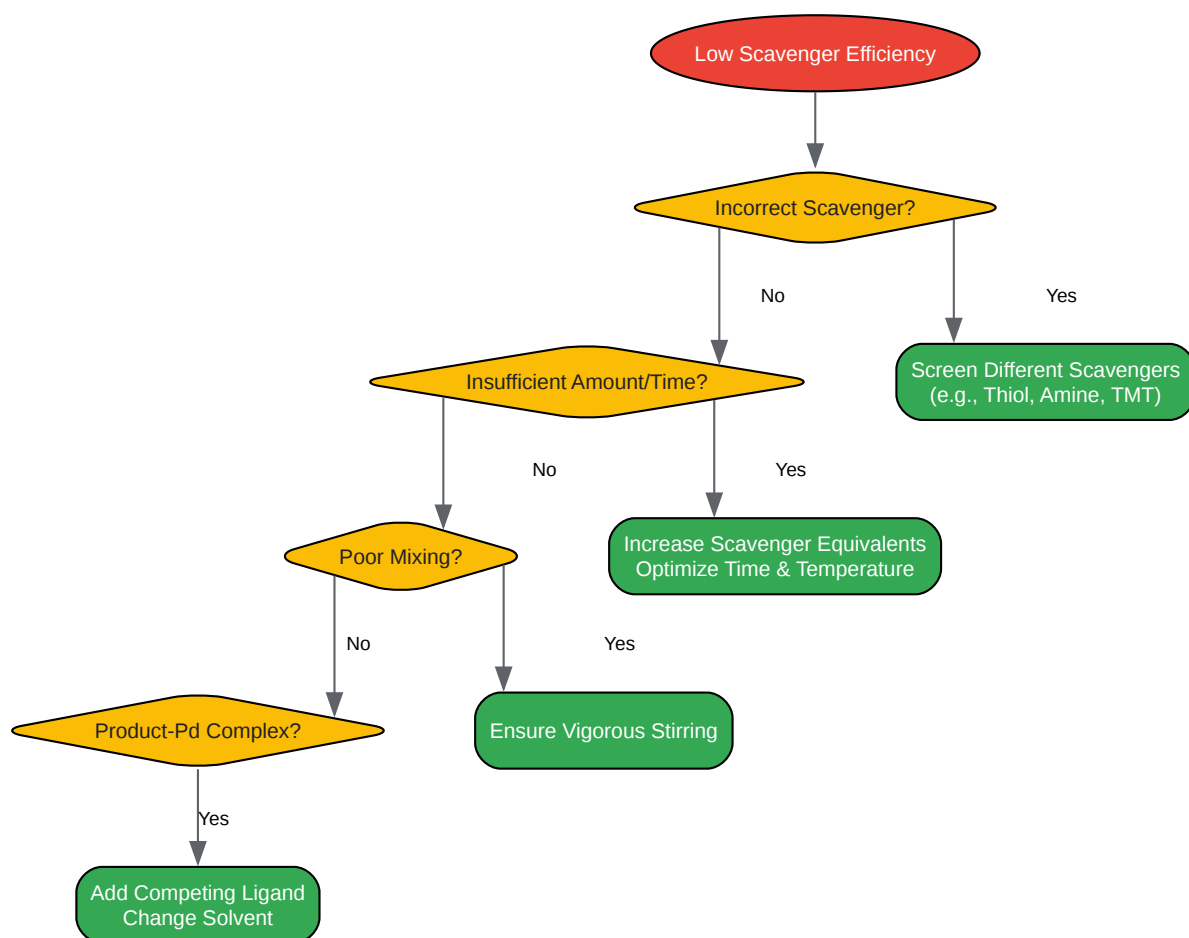 Low Scavenger Efficiency
Incorrect Scavenger?
No
Yes
Screen Different Scavengers
(e.g., Thiol, Amine, TMT)
Insufficient Amount/Time?
No
Yes
Increase Scavenger Equivalents
Optimize Time & Temperature
Poor Mixing?
No
Yes
Ensure Vigorous Stirring
Product-Pd Complex?
Yes
Add Competing Ligand
Change Solvent